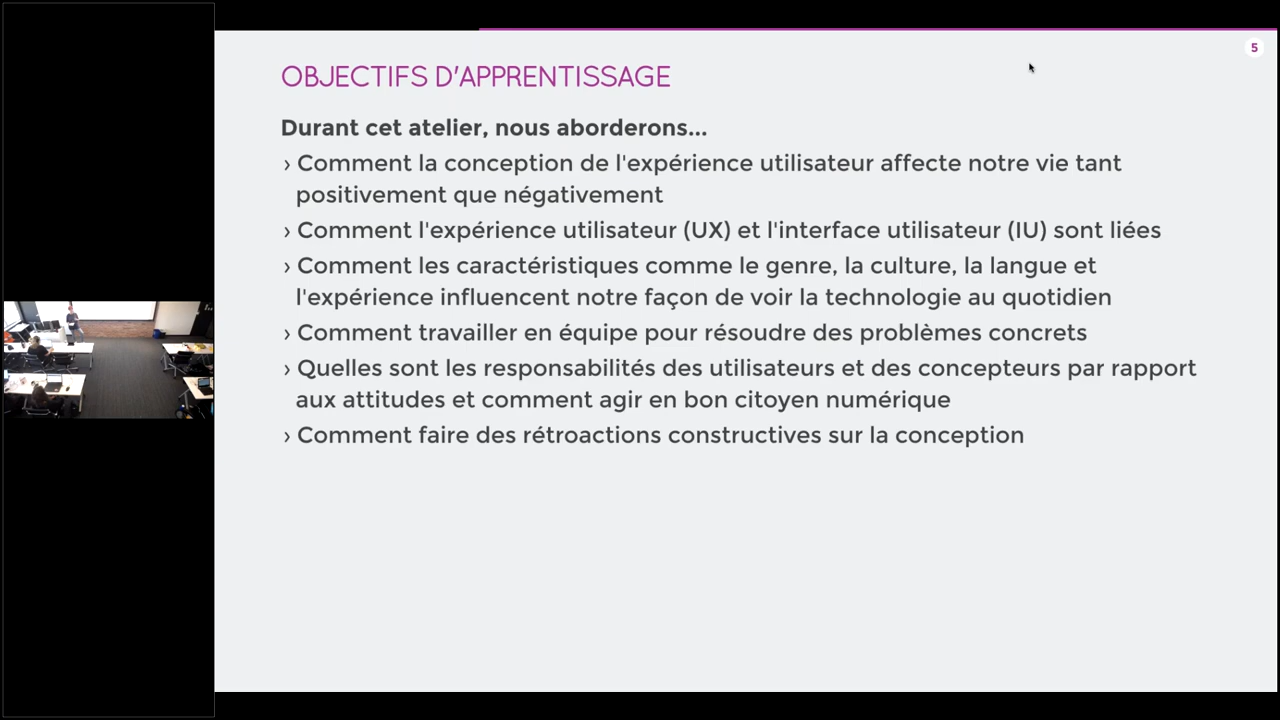 5
OBJECTIFS D'APPRENTISSAGE
Durant cet atelier, nous aborderons...
› Comment la conception de l'expérience utilisateur affecte notre vie tant
positivement que négativement
› Comment l'expérience utilisateur (UX) et l'interface utilisateur (IU) sont liées
› Comment les caractéristiques comme le genre, la culture, la langue et
l'expérience influencent notre façon de voir la technologie au quotidien
› Comment travailler en équipe pour résoudre des problèmes concrets
› Quelles sont les responsabilités des utilisateurs et des concepteurs par rapport
aux attitudes et comment agir en bon citoyen numérique
› Comment faire des rétroactions constructives sur la conception